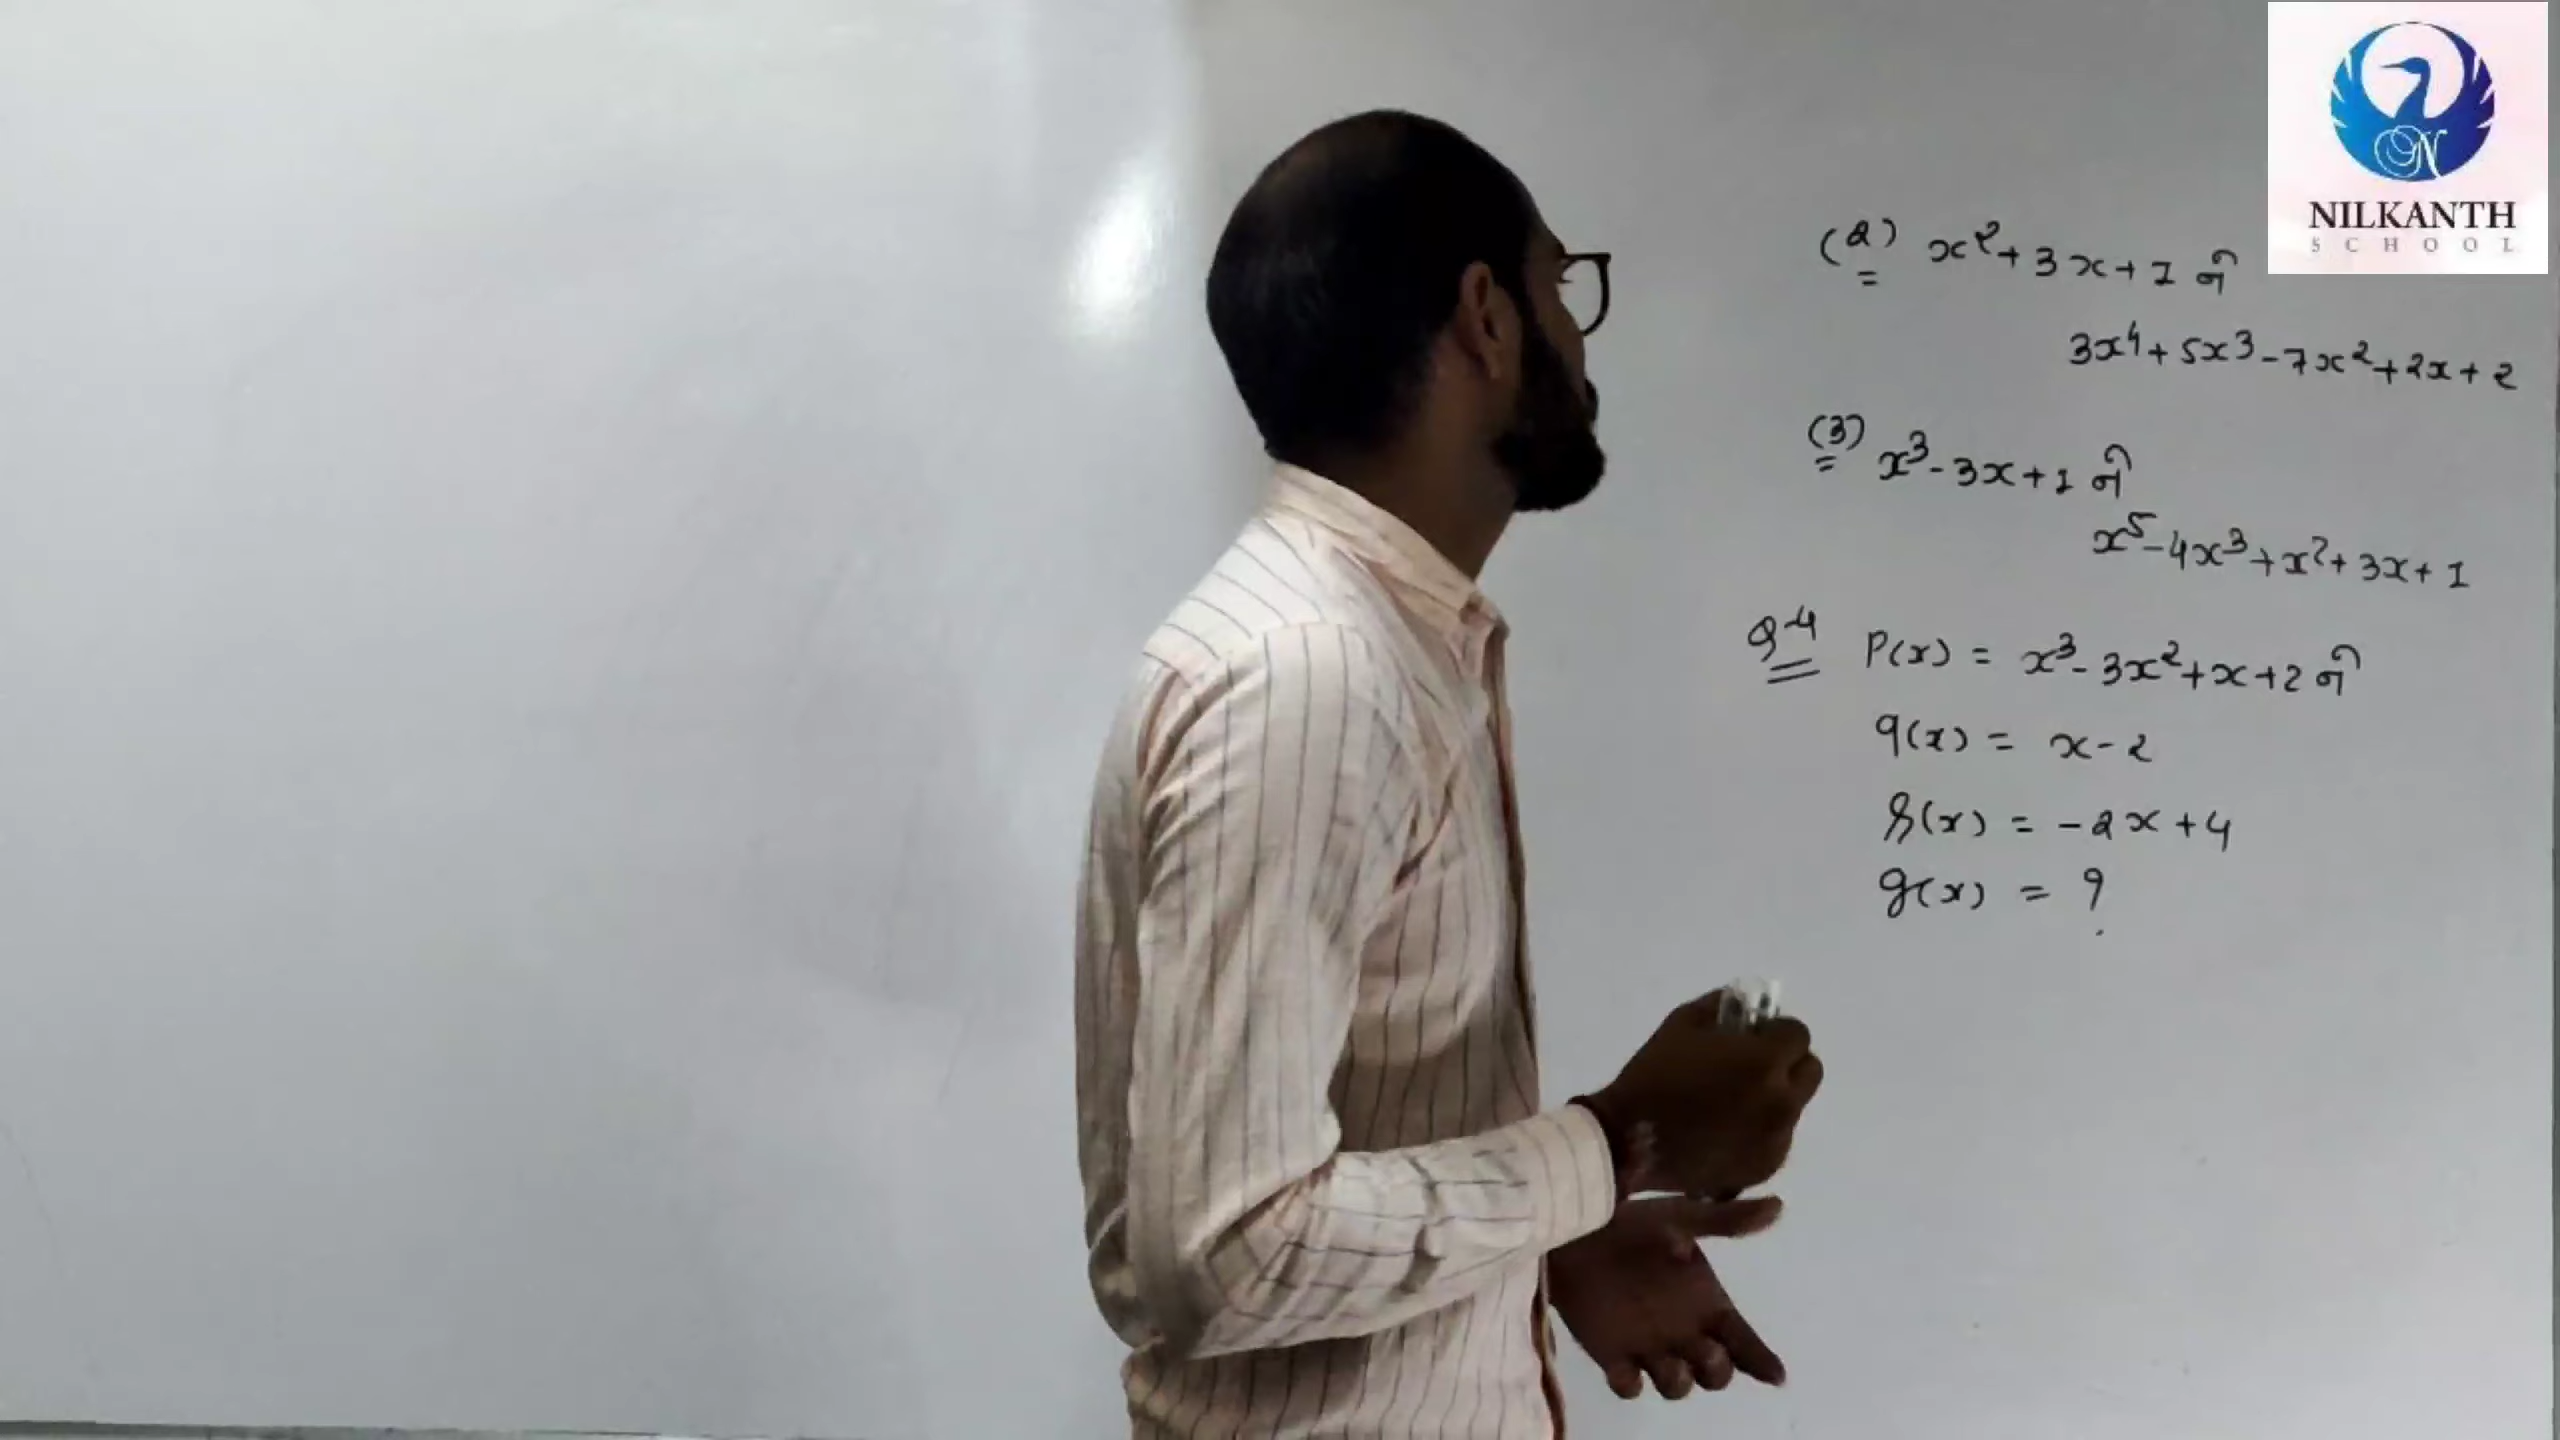 NILKANTH
SCHOOL
(2) x²+3x+1 ને
3x⁴+5x³-7x²+2x+2
(3) x³-3x+1 ને
x⁵-4x³+x²+3x+1
Q-4 P(x) = x³-3x²+x+2 ને
q(x) = x-2
r(x) = -2x+4
g(x) = ?